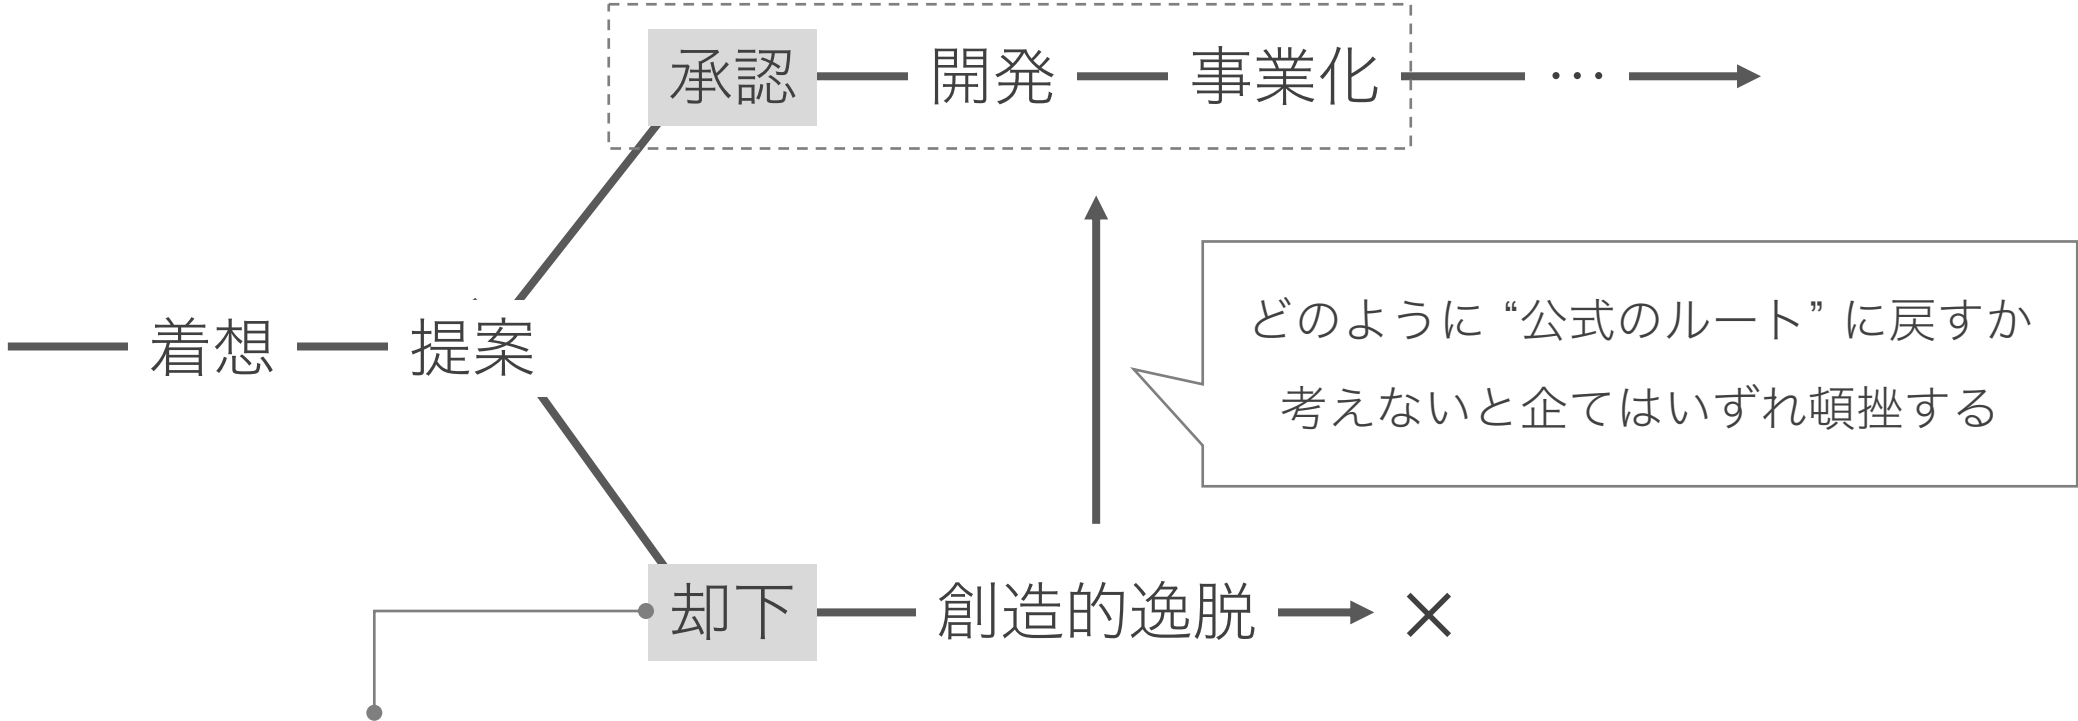 承認 開発 事業化 …
どのように “公式のルート” に戻すか
考えないと企てはいずれ頓挫する
着想 提案
却下 創造的逸脱 ×